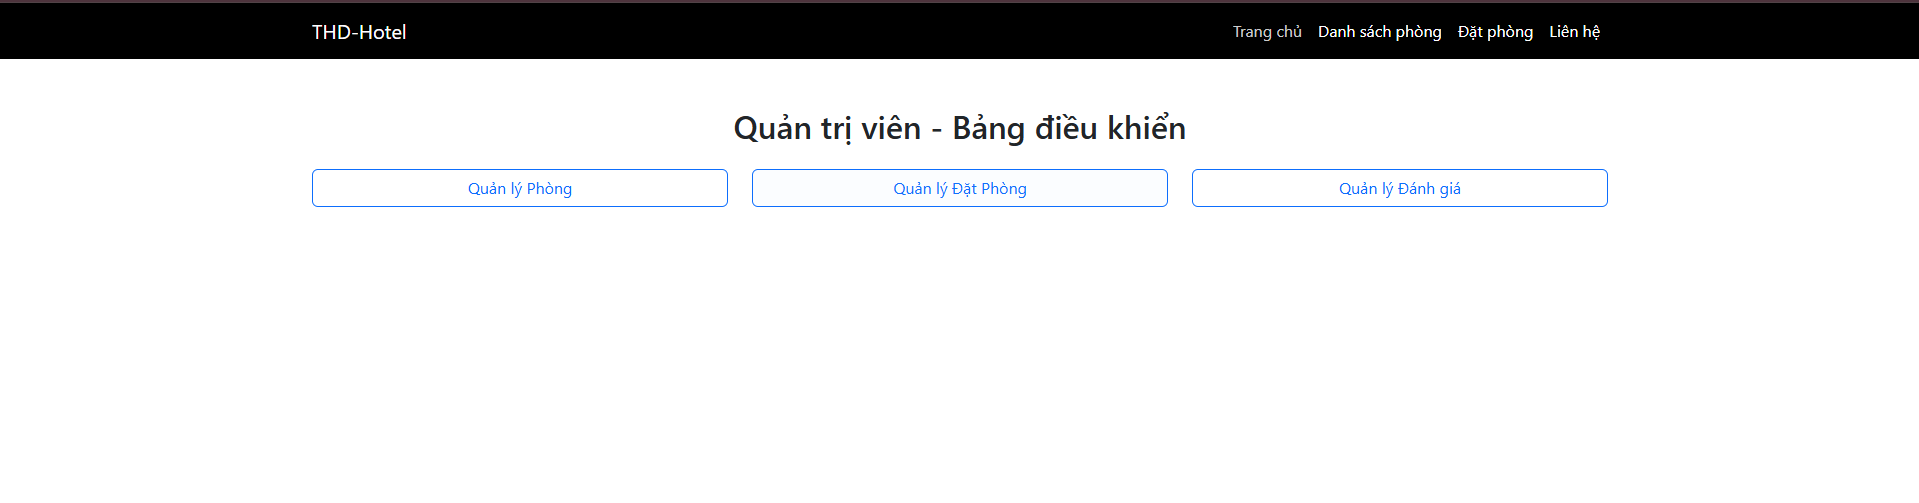 THD-Hotel Trang chủ Danh sách phòng Đặt phòng Liên hệ
Quản trị viên - Bảng điều khiển
Quản lý Phòng Quản lý Đặt Phòng Quản lý Đánh giá